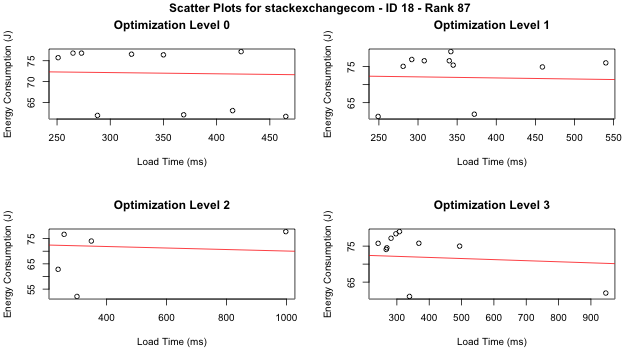 Scatter Plots for stackexchangecom - ID 18 - Rank 87
Optimization Level 0
Energy Consumption (J)
75
70
65
250 300 350 400 450
Load Time (ms)
Optimization Level 1
Energy Consumption (J)
75
65
250 300 350 400 450 500 550
Load Time (ms)
Optimization Level 2
Energy Consumption (J)
75
65
55
400 600 800 1000
Load Time (ms)
Optimization Level 3
Energy Consumption (J)
75
65
300 400 500 600 700 800 900
Load Time (ms)